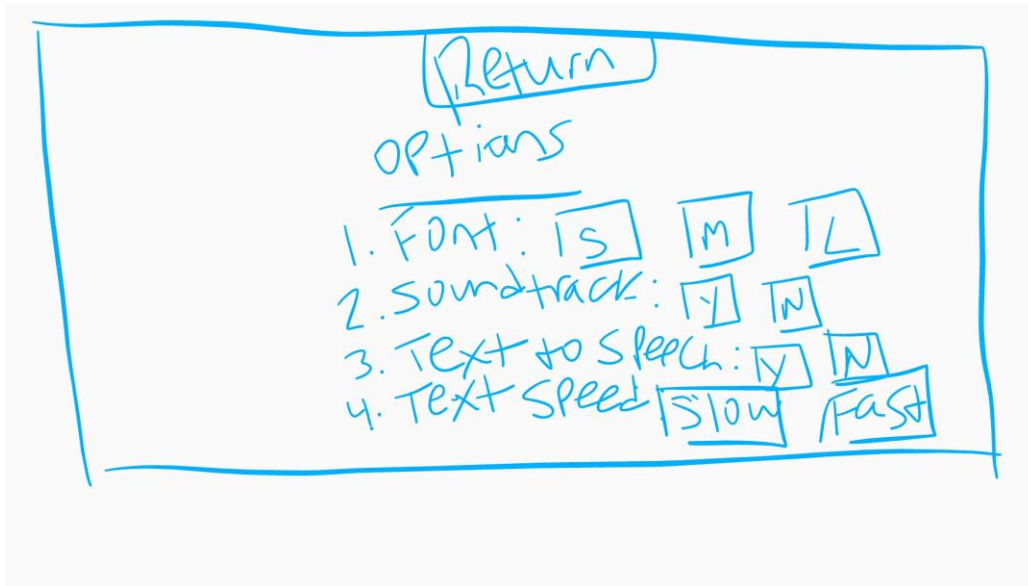 Return
Options
1. Font: S M L
2. Soundtrack: Y N
3. Text to Speech: Y N
4. Text Speed: Slow Fast